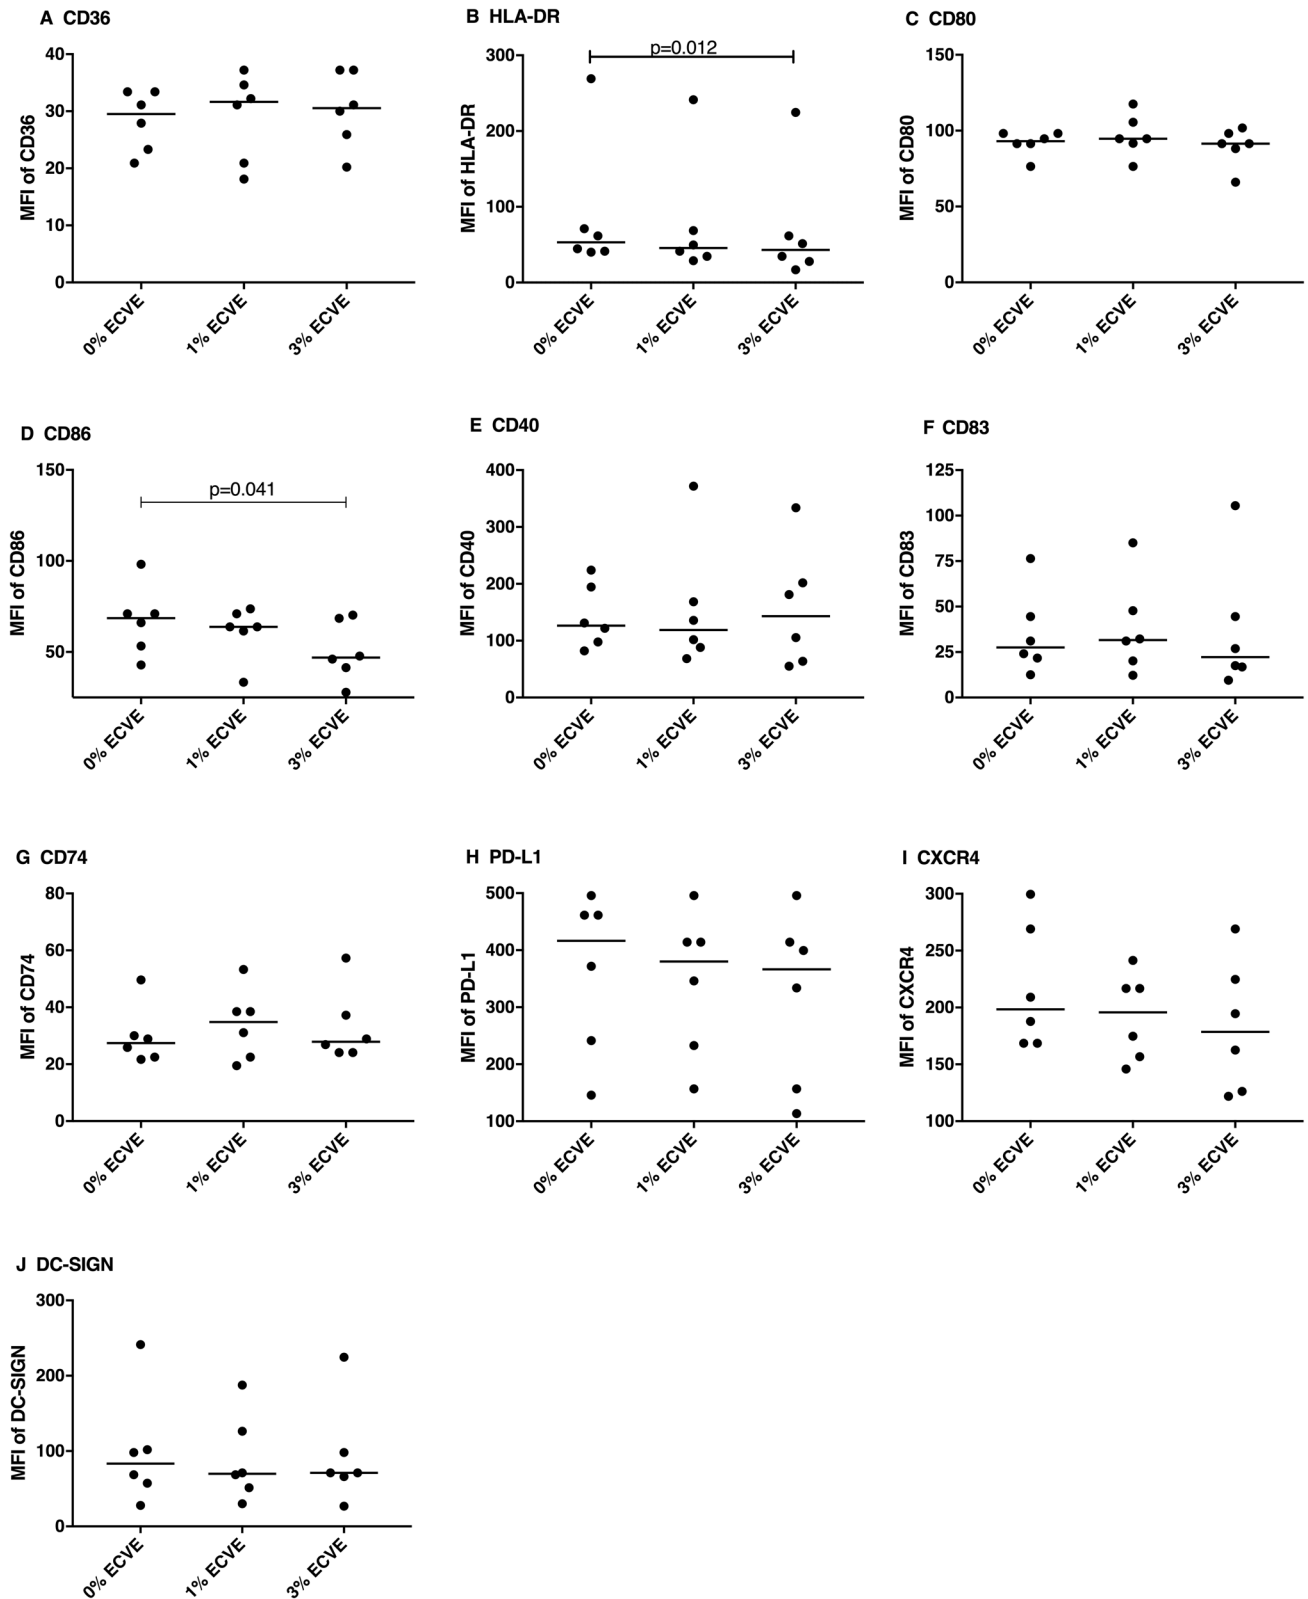 A CD36
MFI of CD36
40
30
20
10
0
0% ECVE
1% ECVE
3% ECVE
B HLA-DR
MFI of HLA-DR
300
200
100
0
p=0.012
0% ECVE
1% ECVE
3% ECVE
C CD80
MFI of CD80
150
100
50
0
0% ECVE
1% ECVE
3% ECVE
D CD86
MFI of CD86
150
100
50
p=0.041
0% ECVE
1% ECVE
3% ECVE
E CD40
MFI of CD40
400
300
200
100
0
0% ECVE
1% ECVE
3% ECVE
F CD83
MFI of CD83
125
100
75
50
25
0
0% ECVE
1% ECVE
3% ECVE
G CD74
MFI of CD74
80
60
40
20
0
0% ECVE
1% ECVE
3% ECVE
H PD-L1
MFI of PD-L1
500
400
300
200
100
0% ECVE
1% ECVE
3% ECVE
I CXCR4
MFI of CXCR4
300
250
200
150
100
0% ECVE
1% ECVE
3% ECVE
J DC-SIGN
MFI of DC-SIGN
300
200
100
0
0% ECVE
1% ECVE
3% ECVE